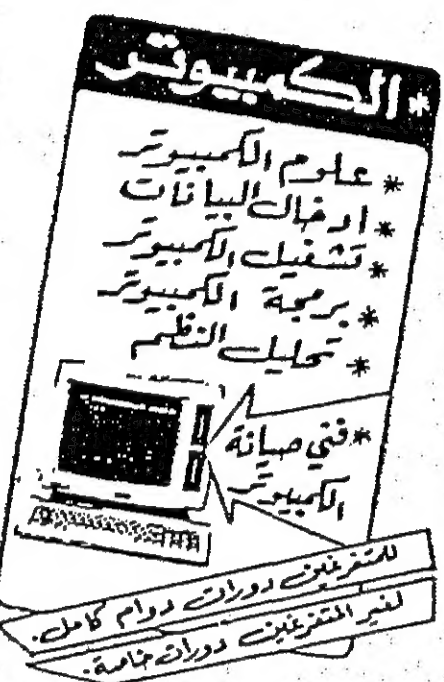 * الكمبيوتر
* علوم الكمبيوتر
* ادخال البيانات
* تشغيل الكمبيوتر
* برمجة الكمبيوتر
* تحليل النظم
* فني صيانة
الكمبيوتر
للمتفرغين دورات دوام كامل.
لغير المتفرغين دورات خاصة.